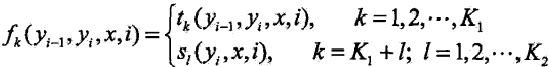 f_k(y_{i-1}, y_i, x, i) = { t_k(y_{i-1}, y_i, x, i), k = 1, 2, ⋯, K_1
s_l(y_i, x, i), k = K_1 + l; l = 1, 2, ⋯, K_2